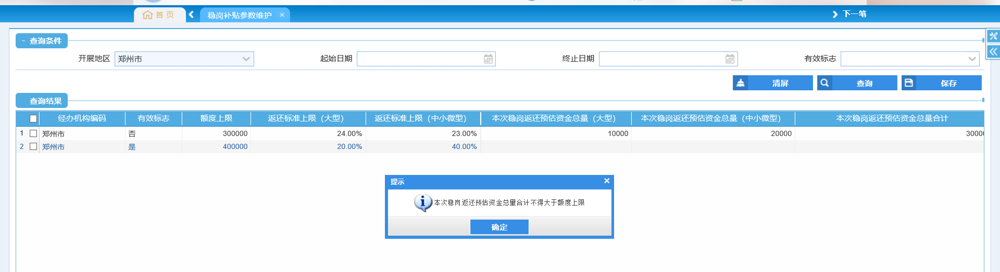 首 页
稳岗补贴参数维护 ×
下一笔
- 查询条件
开展地区 郑州市 起始日期 终止日期 有效标志
清屏 查询 保存
查询结果
经办机构编码 有效标志 额度上限 返还标准上限（大型） 返还标准上限（中小微型） 本次稳岗返还预估资金总量（大型） 本次稳岗返还预估资金总量（中小微型） 本次稳岗返还预估资金总量合计
1 郑州市 否 300000 24.00% 23.00% 10000 20000 30000
2 郑州市 是 400000 20.00% 40.00%
提示
本次稳岗返还预估资金总量合计不得大于额度上限
确定